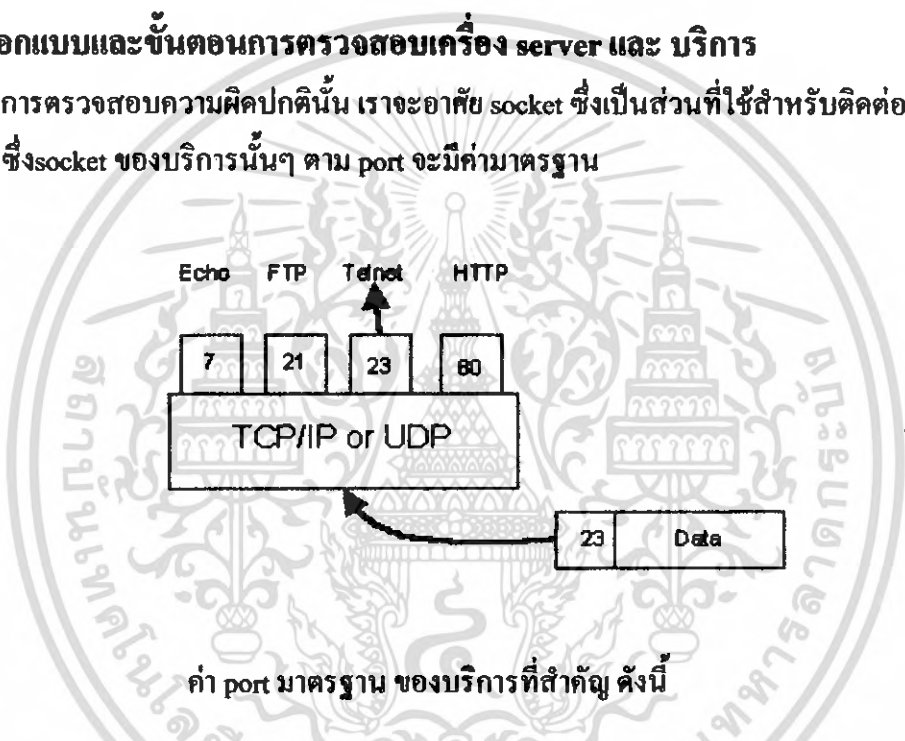 อกแบบและขั้นตอนการตรวจสอบเครื่อง server และ บริการ
การตรวจสอบความผิดปกตินั้น เราจะอาศัย socket ซึ่งเป็นส่วนที่ใช้สำหรับติดต่อ
ซึ่งsocket ของบริการนั้นๆ ตาม port จะมีค่ามาตรฐาน
Echo FTP Telnet HTTP
7 21 23 80
TCP/IP or UDP
23 Data
ค่า port มาตรฐาน ของบริการที่สำคัญ ดังนี้